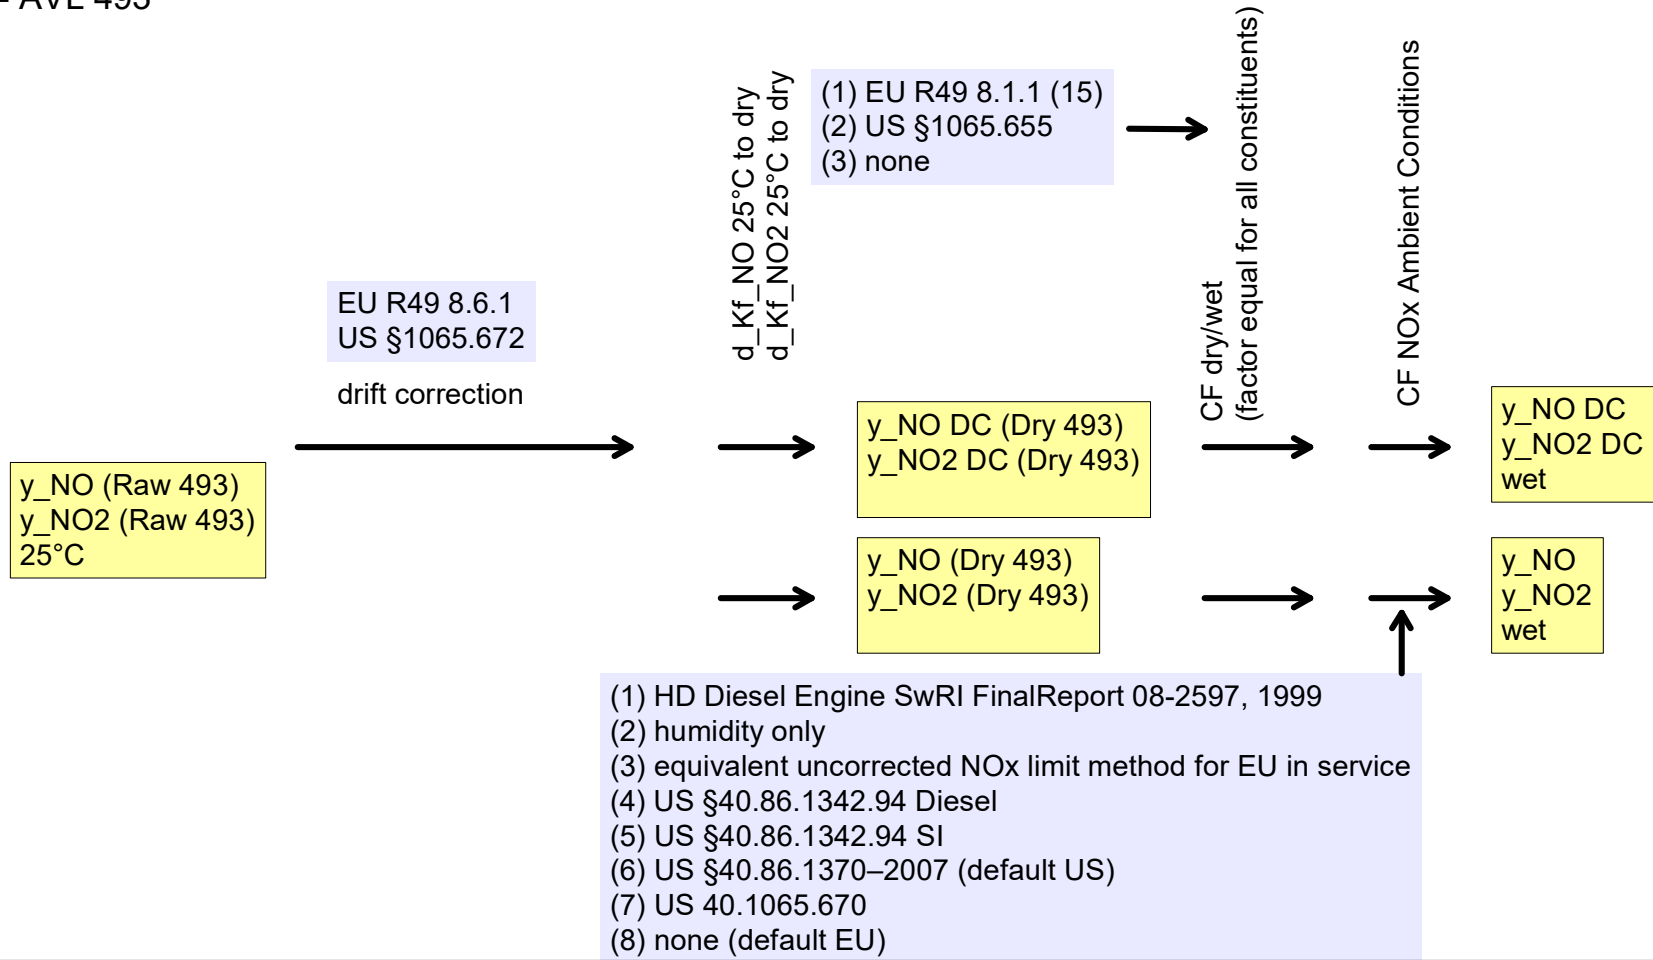 - AVL 493
d_Kf_NO 25°C to dry
d_Kf_NO2 25°C to dry
(1) EU R49 8.1.1 (15)
(2) US §1065.655
(3) none
CF dry/wet
(factor equal for all constituents)
CF NOx Ambient Conditions
EU R49 8.6.1
US §1065.672
drift correction
y_NO (Raw 493)
y_NO2 (Raw 493)
25°C
y_NO DC (Dry 493)
y_NO2 DC (Dry 493)
y_NO DC
y_NO2 DC
wet
y_NO (Dry 493)
y_NO2 (Dry 493)
y_NO
y_NO2
wet
(1) HD Diesel Engine SwRI FinalReport 08-2597, 1999
(2) humidity only
(3) equivalent uncorrected NOx limit method for EU in service
(4) US §40.86.1342.94 Diesel
(5) US §40.86.1342.94 SI
(6) US §40.86.1370–2007 (default US)
(7) US 40.1065.670
(8) none (default EU)